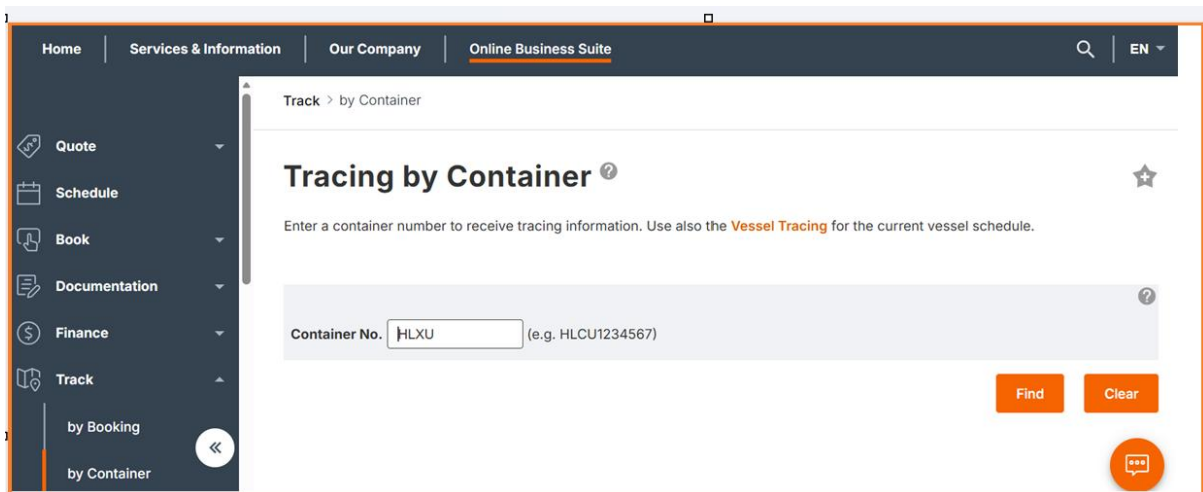 Home Services & Information Our Company Online Business Suite EN
Track > by Container
Quote
Schedule
Book
Documentation
Finance
Track
by Booking
by Container
Tracing by Container
Enter a container number to receive tracing information. Use also the Vessel Tracing for the current vessel schedule.
Container No. HLXU (e.g. HLCU1234567)
Find Clear